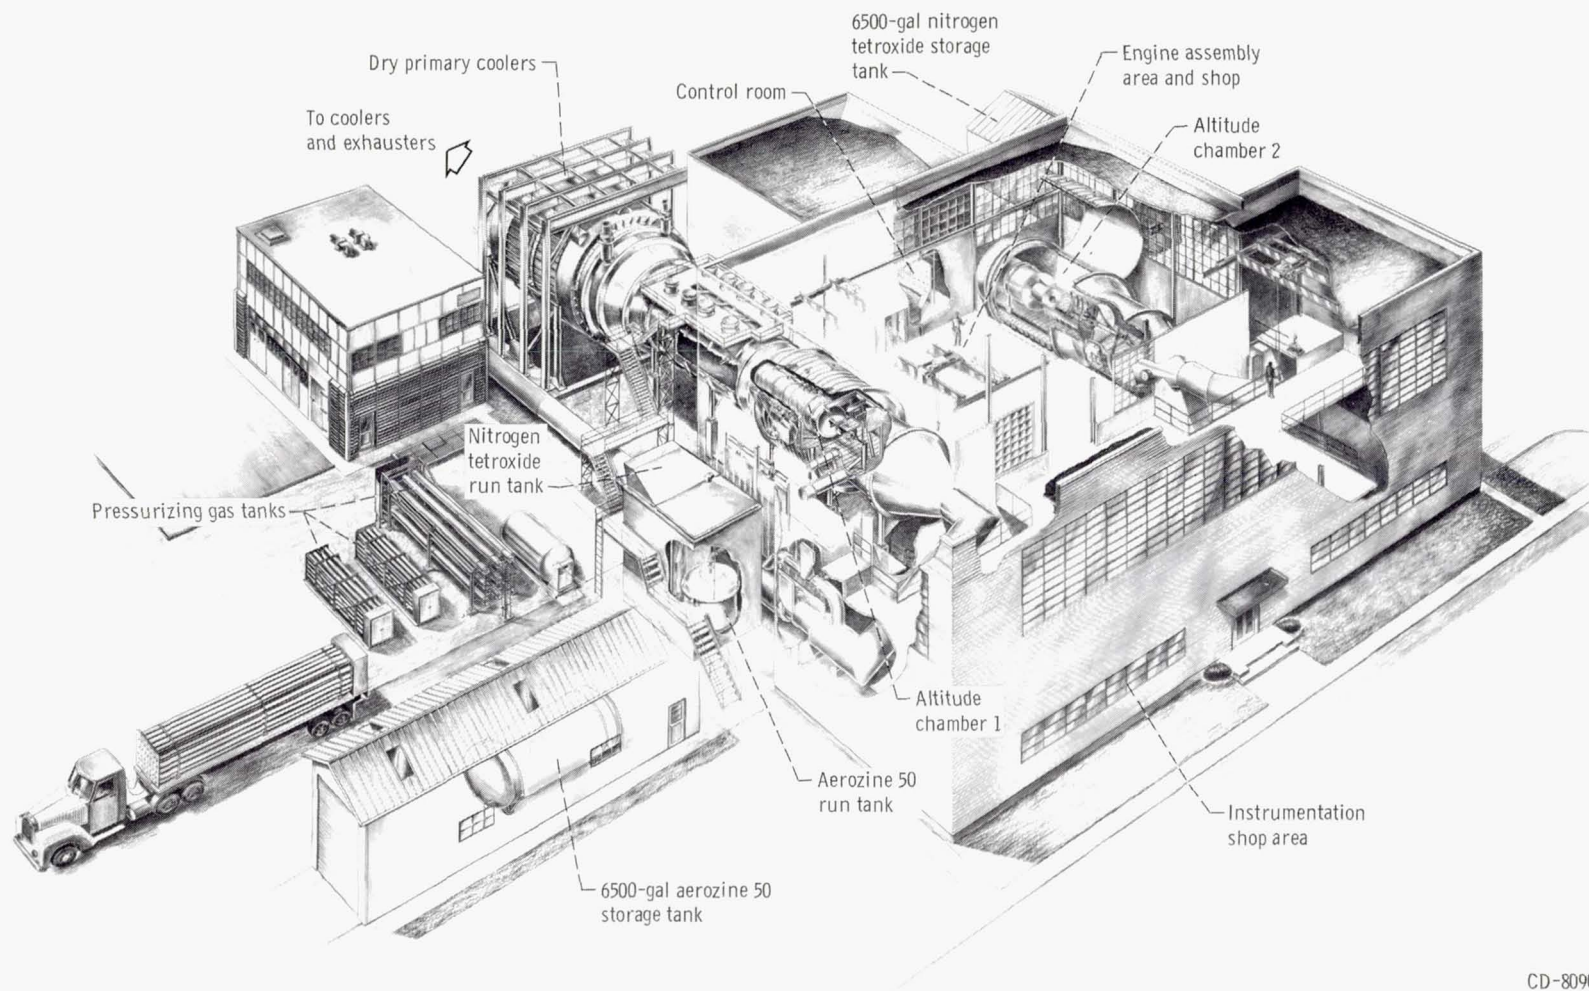 6500-gal nitrogen
tetroxide storage
tank
Engine assembly
area and shop
Dry primary coolers
Control room
To coolers
and exhausters
Altitude
chamber 2
Nitrogen
tetroxide
run tank
Pressurizing gas tanks
Altitude
chamber 1
Aerozine 50
run tank
Instrumentation
shop area
6500-gal aerozine 50
storage tank